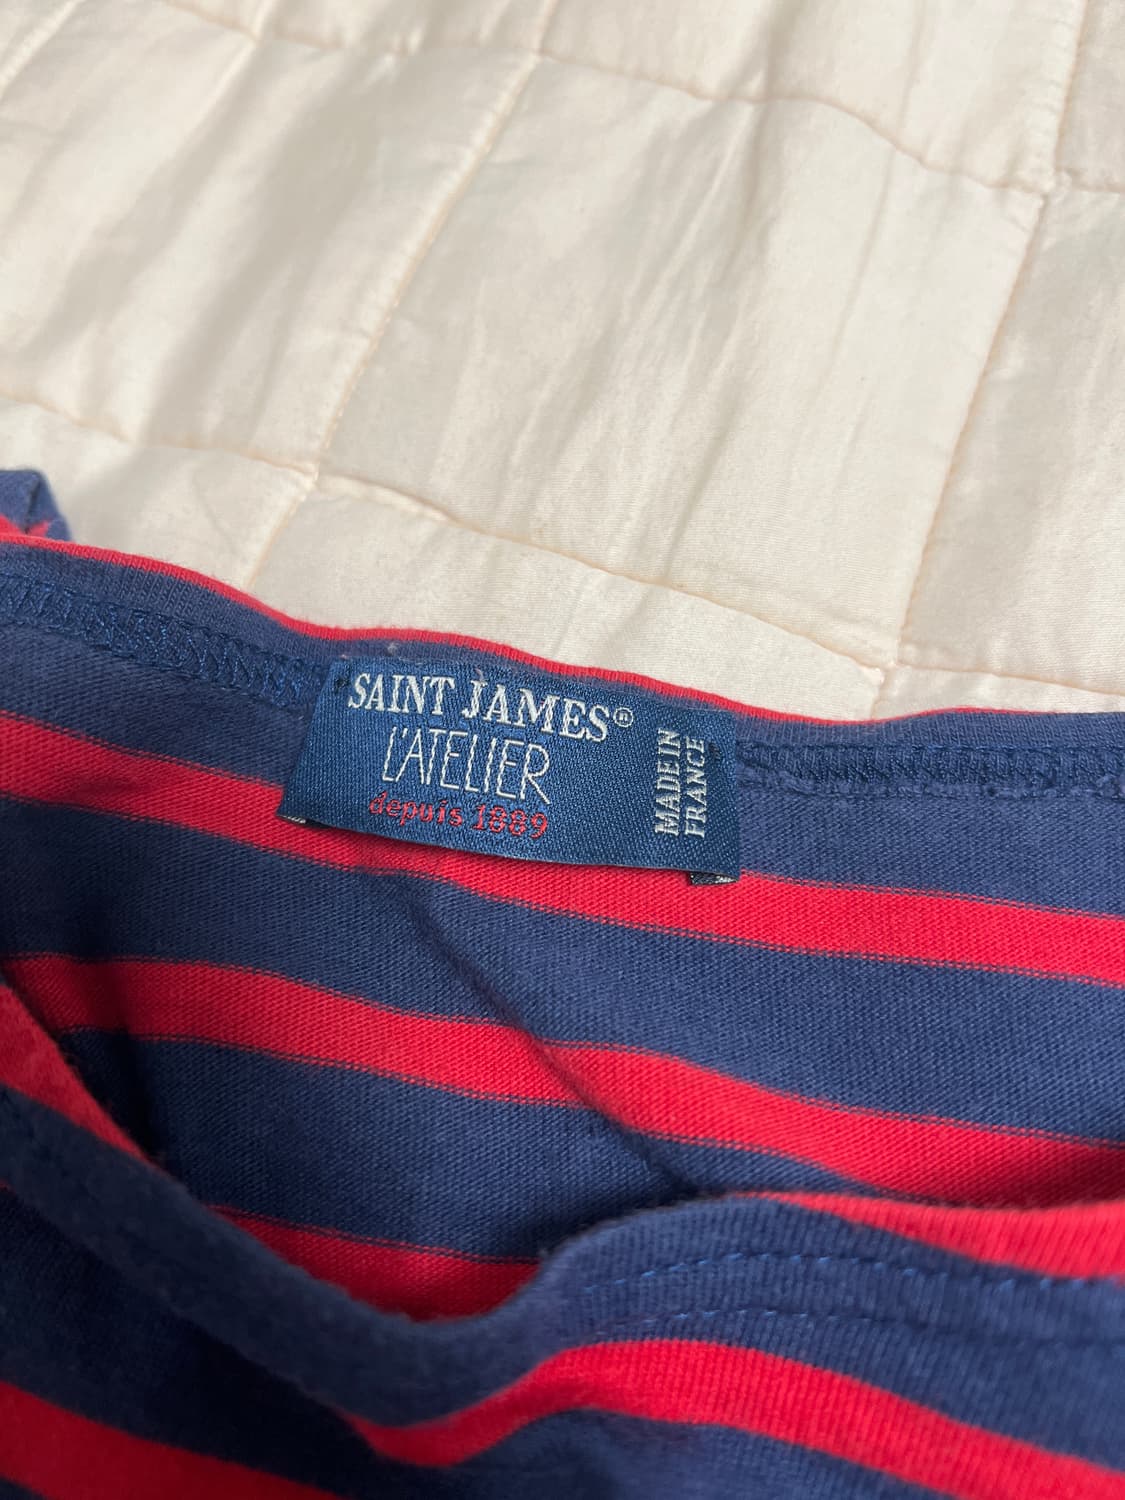 SAINT JAMES®
L'ATELIER
depuis 1889
MADE IN
FRANCE